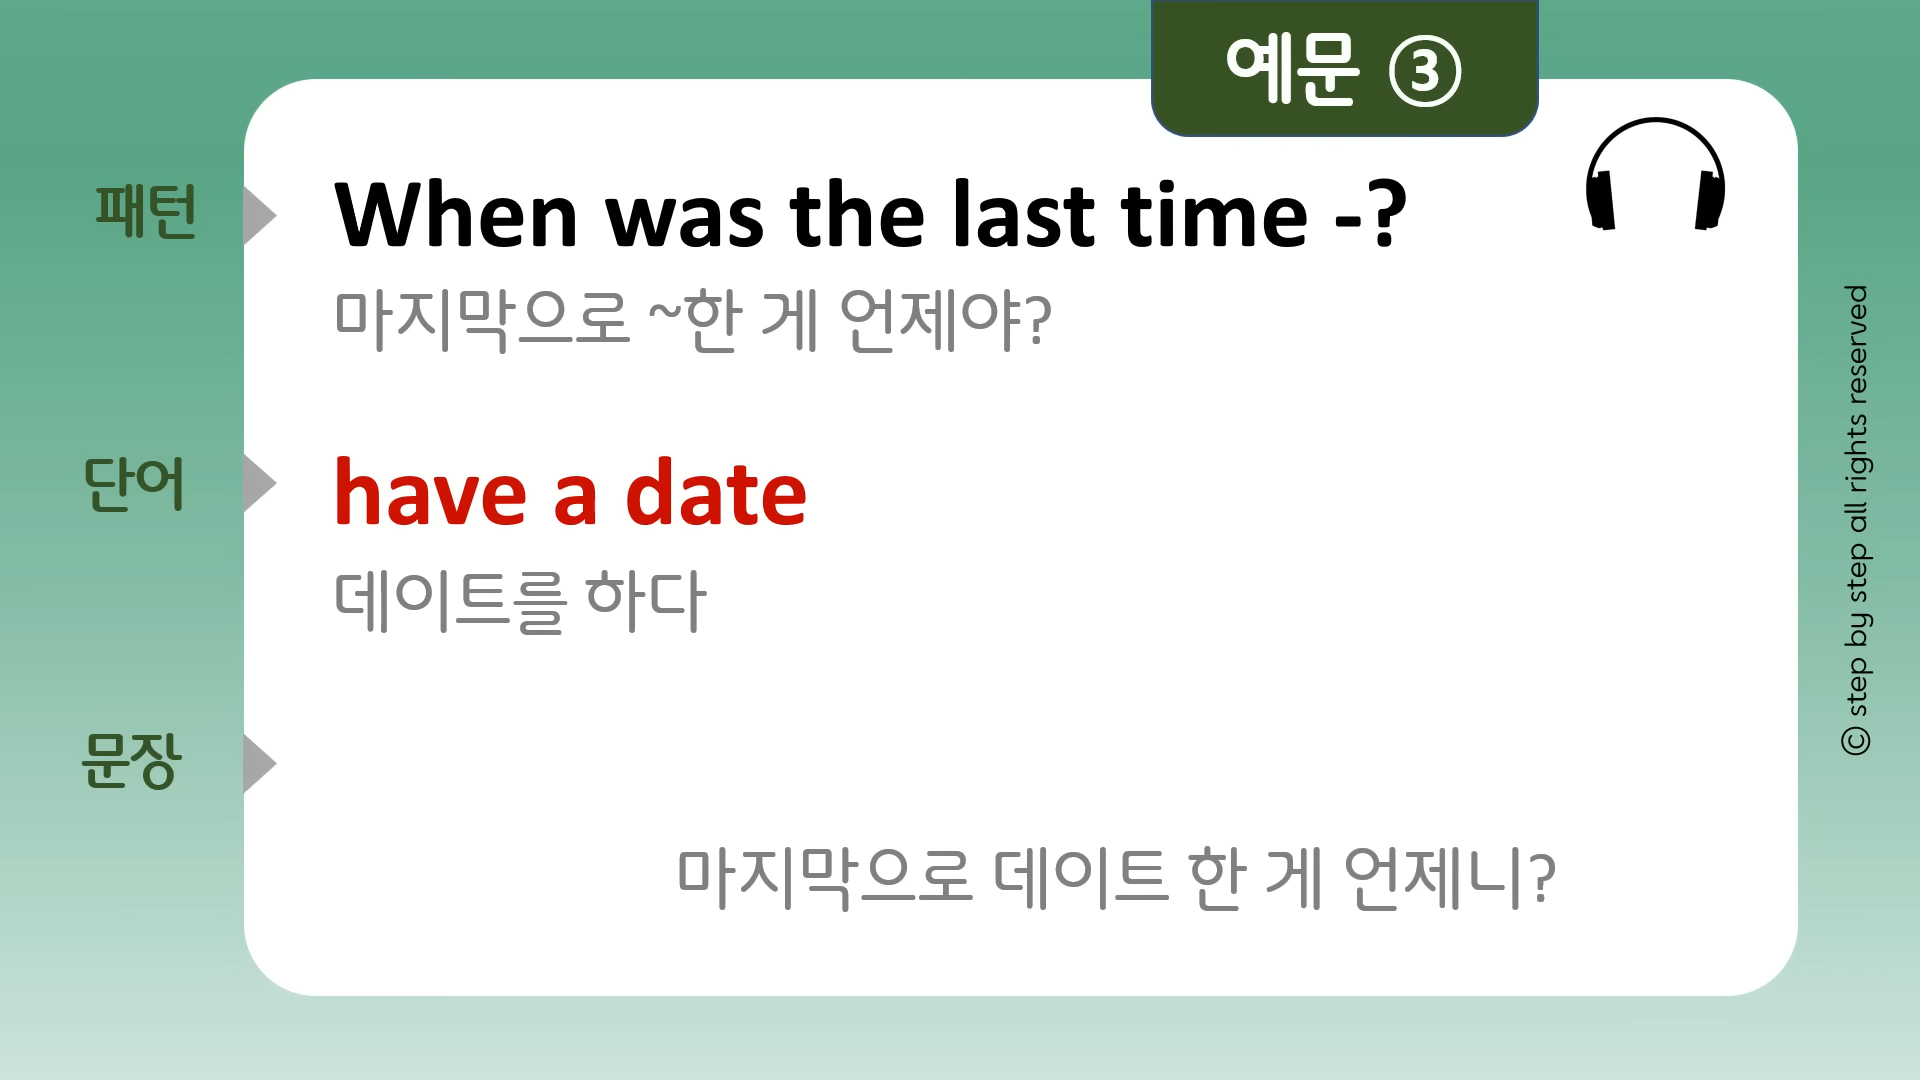 예문 ③
패턴
When was the last time -?
마지막으로 ~한 게 언제야?
단어
have a date
데이트를 하다
문장
마지막으로 데이트 한 게 언제니?
© step by step all rights reserved